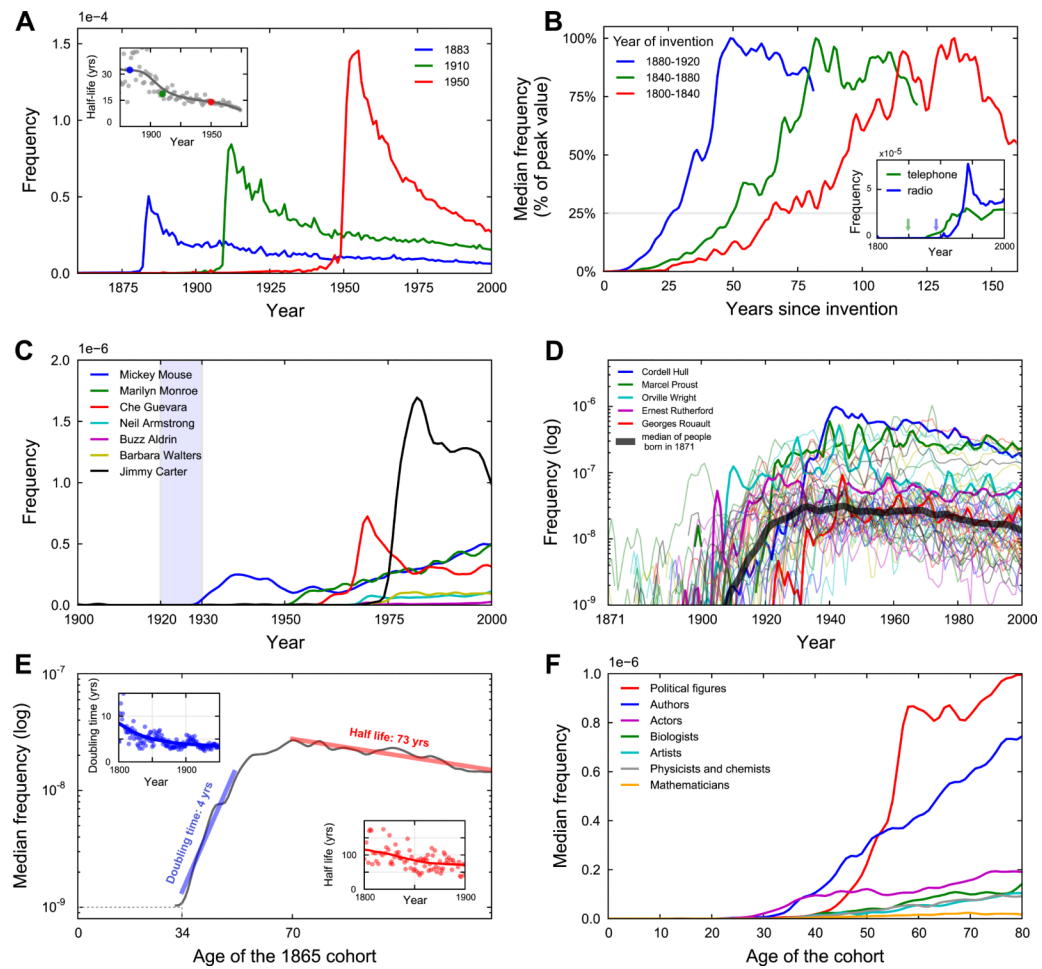 A
1e−4
Frequency
1.5
1.0
0.5
0.0
1875
1900
1925
1950
1975
2000
Year
1883
1910
1950
Half-life (yrs)
30
15
0
1900
1950
Year
B
Median frequency
(% of peak value)
100%
75%
50%
25%
0%
0
25
50
75
100
125
150
Years since invention
Year of invention
1880-1920
1840-1880
1800-1840
x10⁻⁵
Frequency
5
0
1800
1900
2000
Year
telephone
radio
C
1e−6
Frequency
2.0
1.5
1.0
0.5
0.0
1900
1920
1930
1950
1975
2000
Year
Mickey Mouse
Marilyn Monroe
Che Guevara
Neil Armstrong
Buzz Aldrin
Barbara Walters
Jimmy Carter
D
Frequency (log)
10⁻⁶
10⁻⁷
10⁻⁸
10⁻⁹
1871
1900
1920
1940
1960
1980
2000
Year
Cordell Hull
Marcel Proust
Orville Wright
Ernest Rutherford
Georges Rouault
median of people
born in 1871
E
Median frequency (log)
10⁻⁷
10⁻⁸
10⁻⁹
0
34
70
Age of the 1865 cohort
Doubling time (yrs)
10
5
0
1800
1900
Year
Doubling time: 4 yrs
Half life: 73 yrs
Half life (yrs)
100
0
1800
1900
Year
F
1e−6
Median frequency
1.0
0.8
0.6
0.4
0.2
0.0
0
10
20
30
40
50
60
70
80
Age of the cohort
Political figures
Authors
Actors
Biologists
Artists
Physicists and chemists
Mathematicians